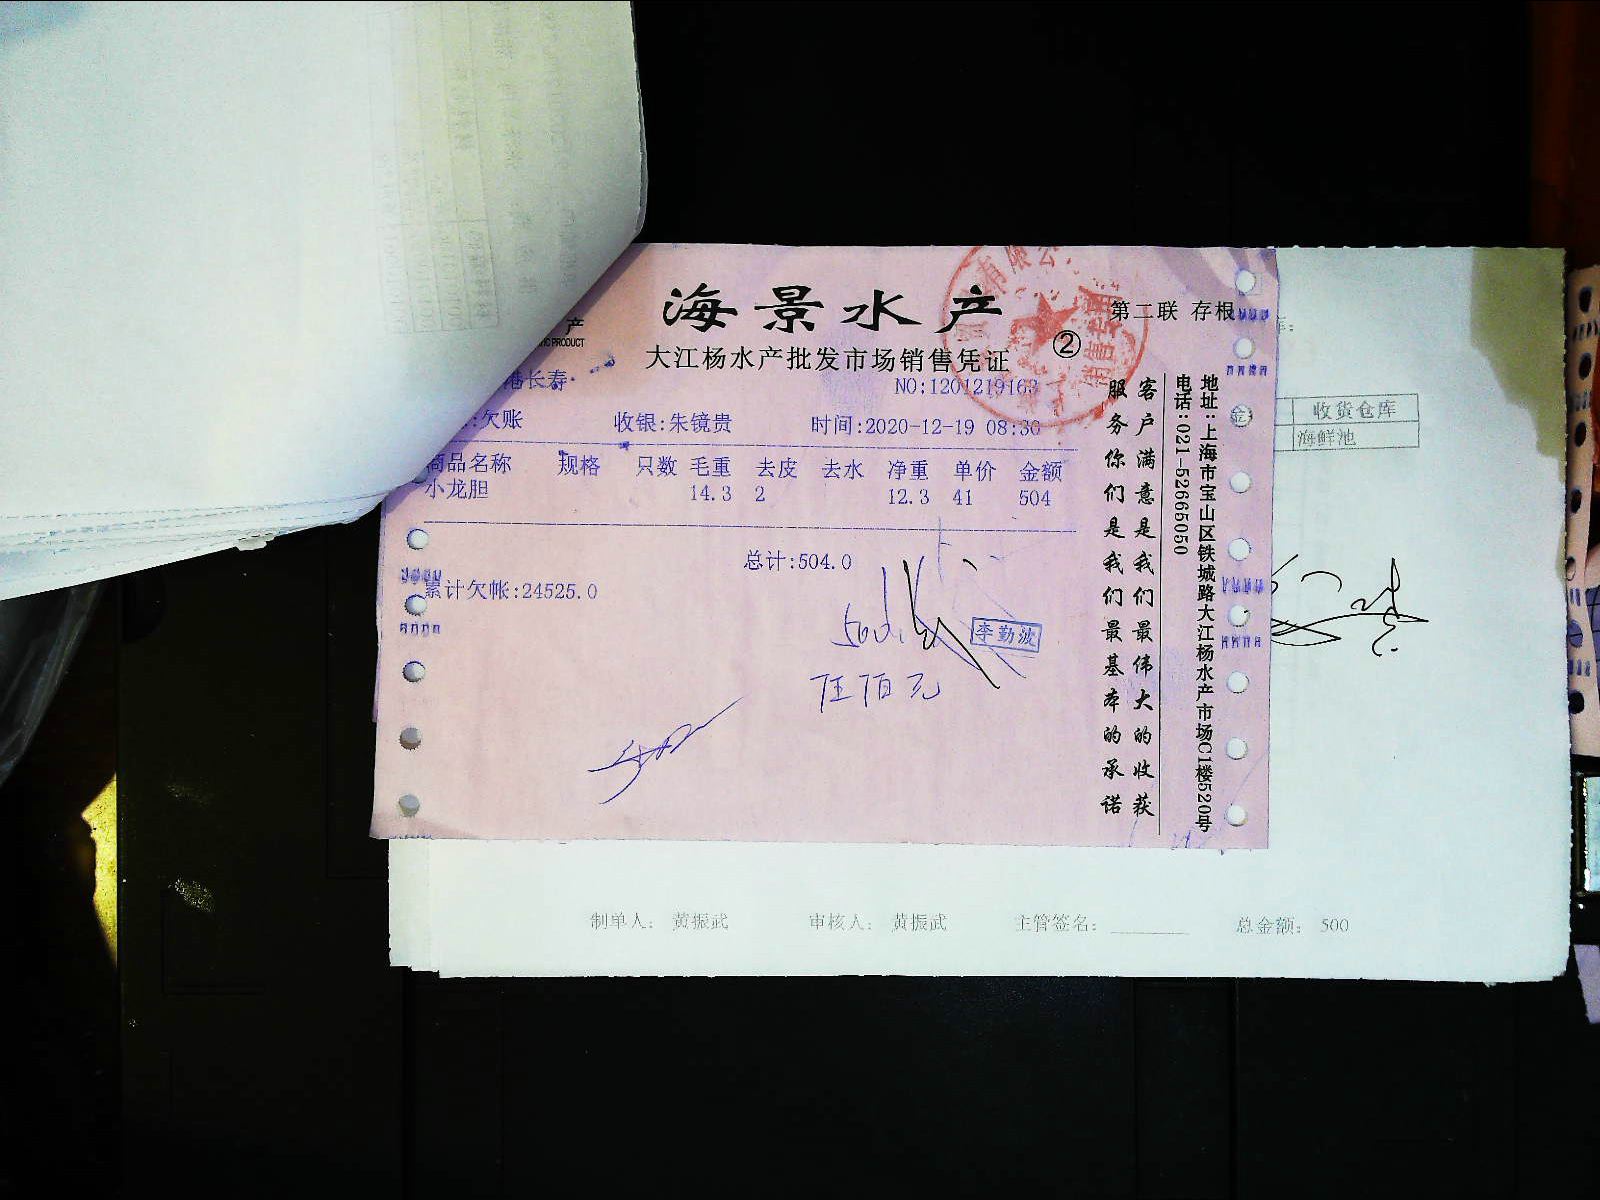 海景水产
大江杨水产批发市场销售凭证
②
第二联 存根
产
PRODUCT
港长寿
NO:1201219163
欠账 收银:朱镜贵 时间:2020-12-19 08:30
商品名称 规格 只数 毛重 去皮 去水 净重 单价 金额
小龙胆 14.3 2 12.3 41 504
总计:504.0
累计欠帐:24525.0
李勤波
伍佰元
客户满意是我们最伟大的收获
服务你们是我们最基本的承诺
地址:上海市宝山区铁城路大江杨水产市场C1楼520号
电话:021-52665050
收货仓库
海鲜池
制单人: 黄振武 审核人: 黄振武 主管签名: 总金额: 500